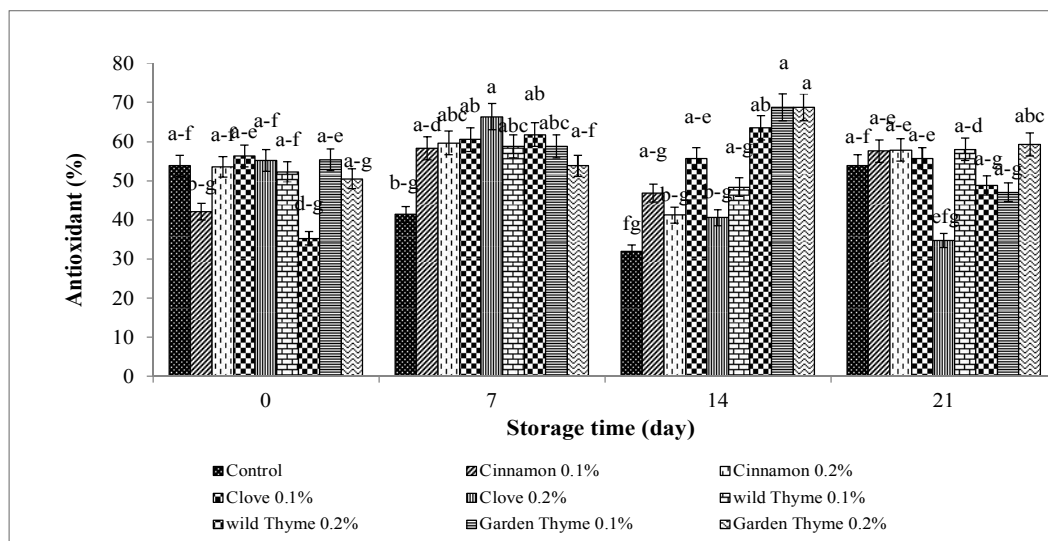 80
70
60
50
40
30
20
10
0
Antioxidant (%)
a-f
b-g
a-f
a-e
a-f
a-f
d-g
a-e
a-g
b-g
a-d
abc
ab
a
abc
ab
abc
a-f
fg
a-g
b-g
a-e
b-g
a-g
ab
a
a
a-f
a-e
a-e
a-e
efg
a-d
a-g
a-g
abc
0 7 14 21
Storage time (day)
Control Cinnamon 0.1% Cinnamon 0.2%
Clove 0.1% Clove 0.2% wild Thyme 0.1%
wild Thyme 0.2% Garden Thyme 0.1% Garden Thyme 0.2%